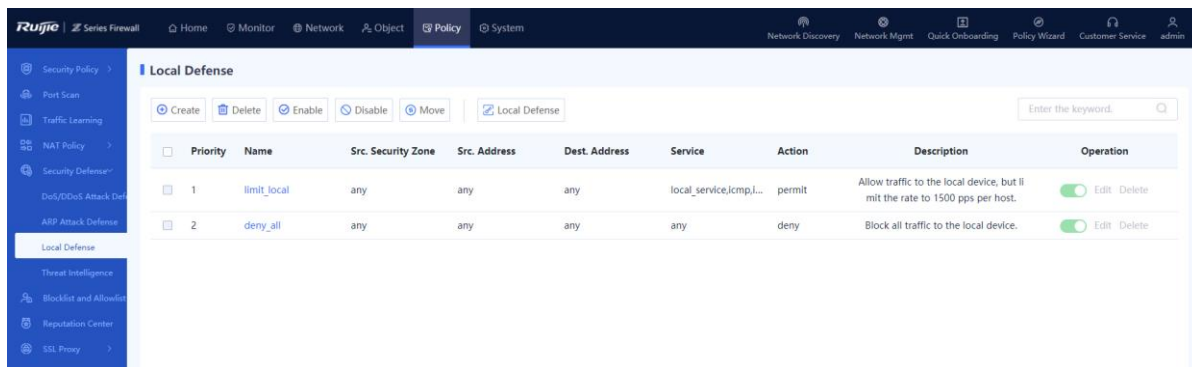 Ruijie | Z Series Firewall Home Monitor Network Object Policy System Network Discovery Network Mgmt Quick Onboarding Policy Wizard Customer Service admin
Security Policy
Port Scan
Traffic Learning
NAT Policy
Security Defense
DoS/DDoS Attack Defe
ARP Attack Defense
Local Defense
Threat Intelligence
Blocklist and Allowlist
Reputation Center
SSL Proxy
Local Defense
Create Delete Enable Disable Move Local Defense Enter the keyword.
Priority Name Src. Security Zone Src. Address Dest. Address Service Action Description Operation
1 limit_local any any any local_service,icmp,i... permit Allow traffic to the local device, but li
mit the rate to 1500 pps per host. Edit Delete
2 deny_all any any any any deny Block all traffic to the local device. Edit Delete